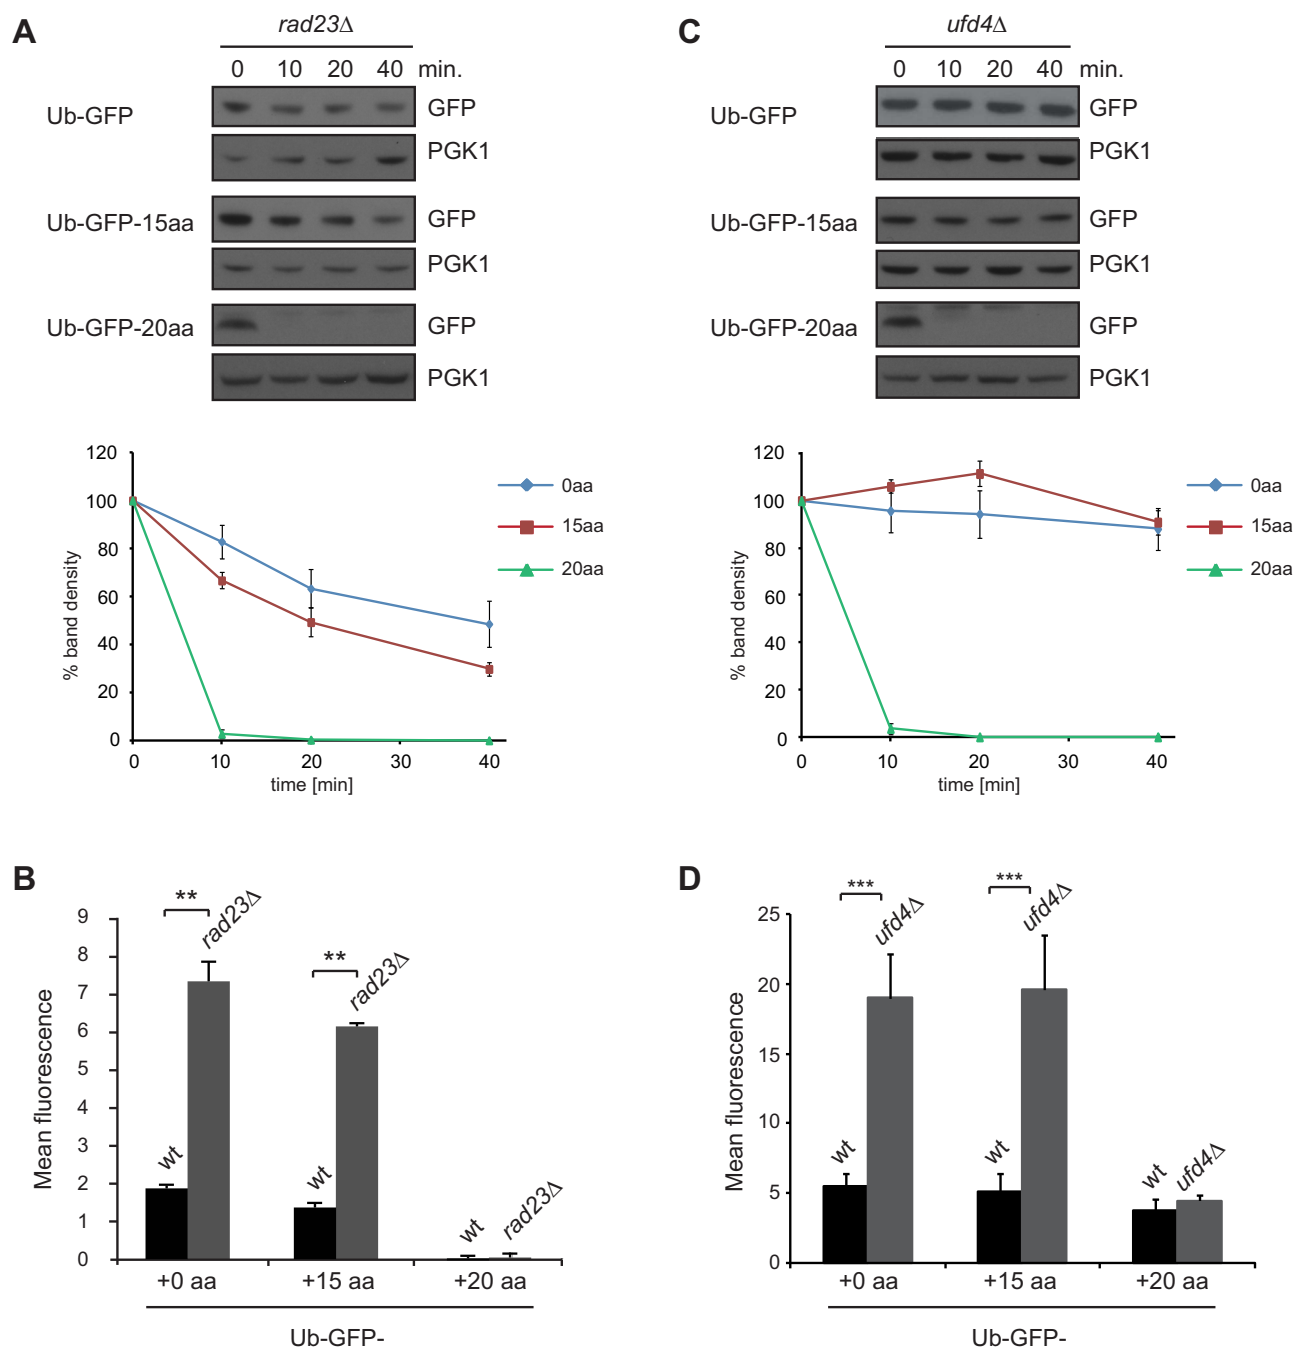 A
rad23Δ
0 10 20 40 min.
Ub-GFP
GFP
PGK1
Ub-GFP-15aa
GFP
PGK1
Ub-GFP-20aa
GFP
PGK1
120
100
80
60
40
20
0
% band density
0 10 20 30 40
time [min]
0aa
15aa
20aa
B
9
8
7
6
5
4
3
2
1
0
Mean fluorescence
**
wt
rad23Δ
**
wt
rad23Δ
wt
rad23Δ
+0 aa +15 aa +20 aa
Ub-GFP-
C
ufd4Δ
0 10 20 40 min.
Ub-GFP
GFP
PGK1
Ub-GFP-15aa
GFP
PGK1
Ub-GFP-20aa
GFP
PGK1
120
100
80
60
40
20
0
% band density
0 10 20 30 40
time [min]
0aa
15aa
20aa
D
25
20
15
10
5
0
Mean fluorescence
***
wt
ufd4Δ
***
wt
ufd4Δ
wt
ufd4Δ
+0 aa +15 aa +20 aa
Ub-GFP-